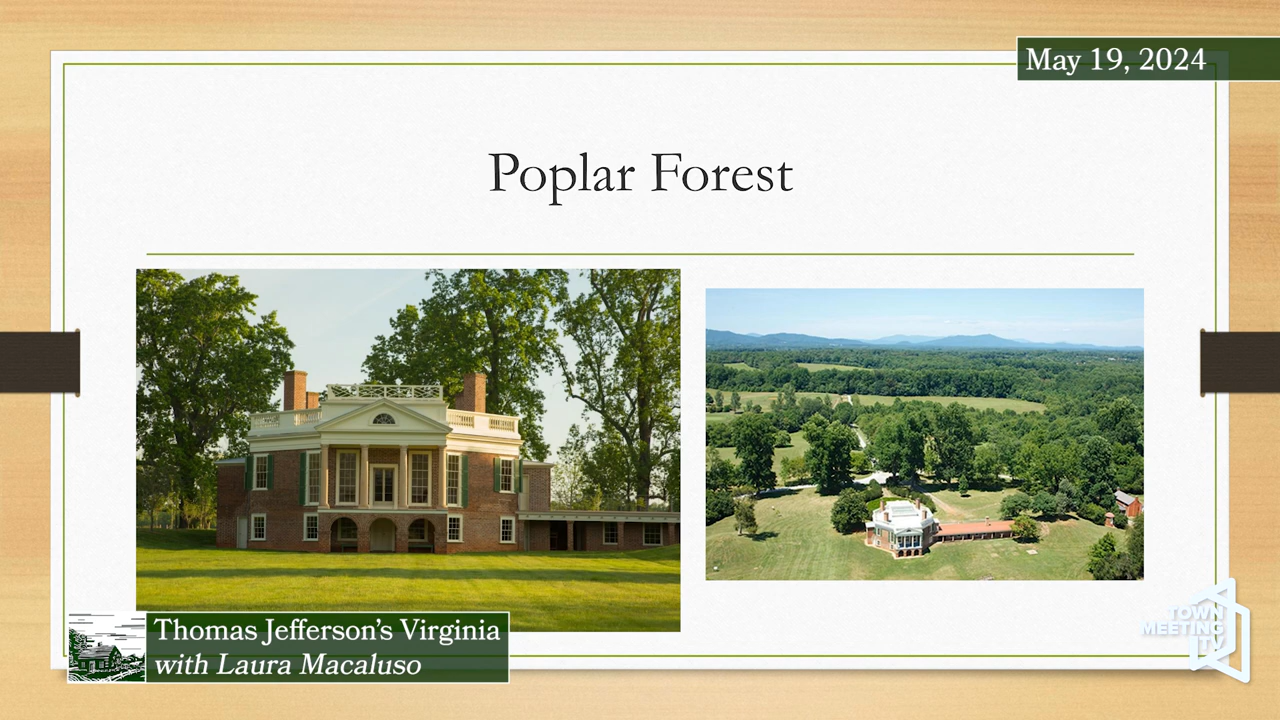 May 19, 2024
Poplar Forest
Thomas Jefferson's Virginia
with Laura Macaluso
TOWN
MEETING
TV